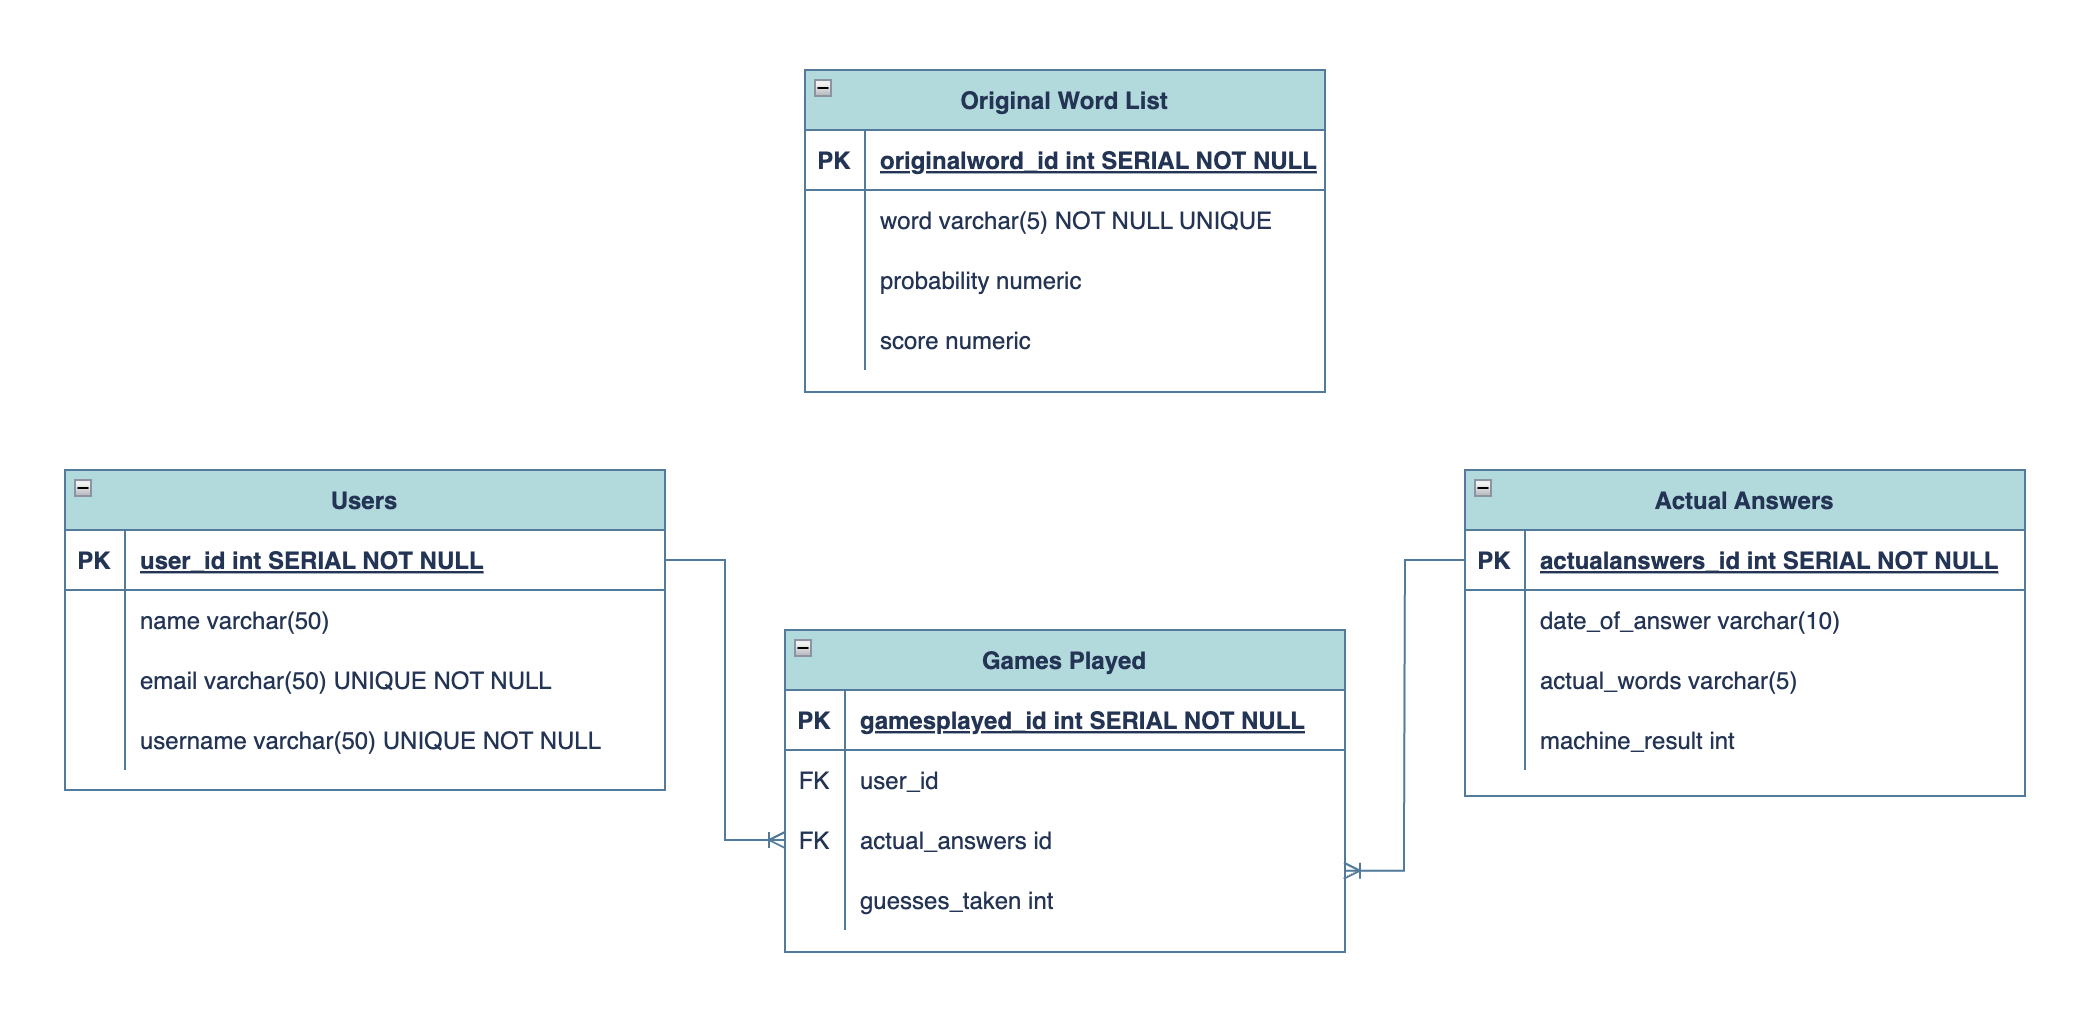 Original Word List
PK originalword_id int SERIAL NOT NULL
word varchar(5) NOT NULL UNIQUE
probability numeric
score numeric
Users
PK user_id int SERIAL NOT NULL
name varchar(50)
email varchar(50) UNIQUE NOT NULL
username varchar(50) UNIQUE NOT NULL
Games Played
PK gamesplayed_id int SERIAL NOT NULL
FK user_id
FK actual_answers id
guesses_taken int
Actual Answers
PK actualanswers_id int SERIAL NOT NULL
date_of_answer varchar(10)
actual_words varchar(5)
machine_result int